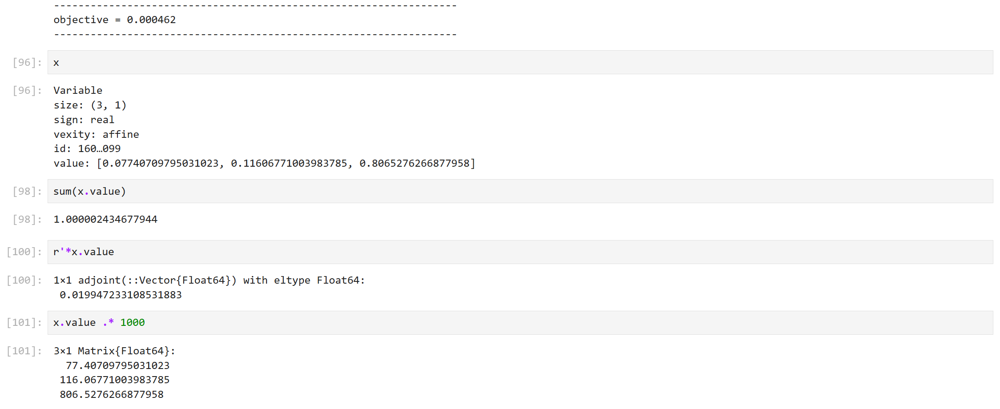 ------------------------------------------------------------------
objective = 0.000462
------------------------------------------------------------------
[96]: x
[96]: Variable
size: (3, 1)
sign: real
vexity: affine
id: 160…099
value: [0.07740709795031023, 0.11606771003983785, 0.8065276266877958]
[98]: sum(x.value)
[98]: 1.000002434677944
[100]: r'*x.value
[100]: 1×1 adjoint(::Vector{Float64}) with eltype Float64:
0.019947233108531883
[101]: x.value .* 1000
[101]: 3×1 Matrix{Float64}:
77.40709795031023
116.06771003983785
806.5276266877958